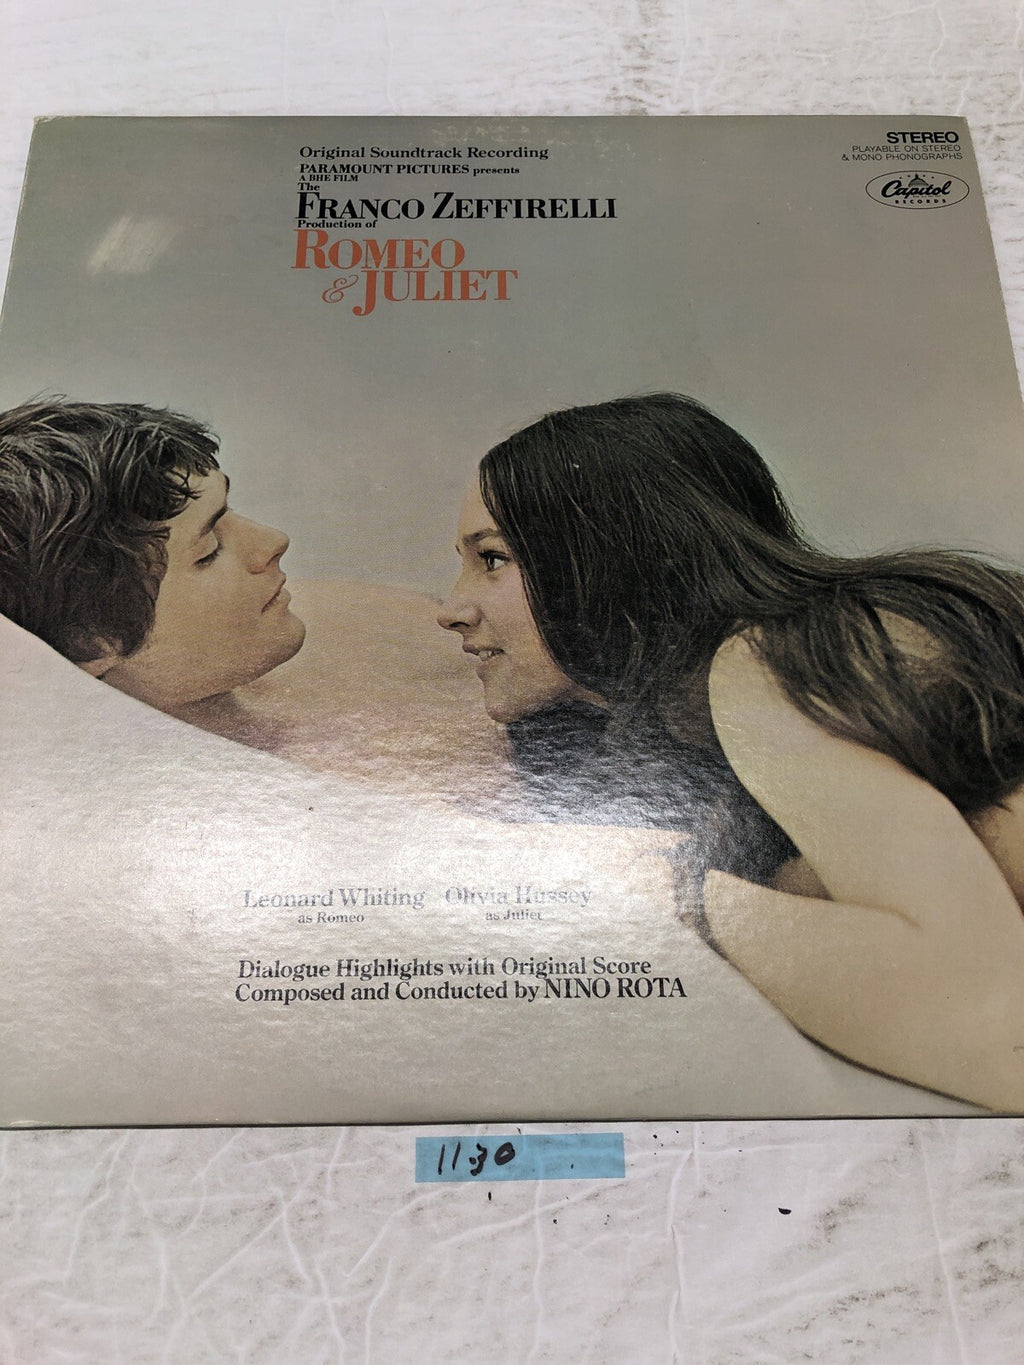 Original Soundtrack Recording
PARAMOUNT PICTURES presents
A BHE FILM
The
FRANCO ZEFFIRELLI
Production of
ROMEO
& JULIET
STEREO
PLAYABLE ON STEREO
& MONO PHONOGRAPHS
Capitol
RECORDS
Leonard Whiting Olivia Hussey
as Romeo as Juliet
Dialogue Highlights with Original Score
Composed and Conducted by NINO ROTA
11-30